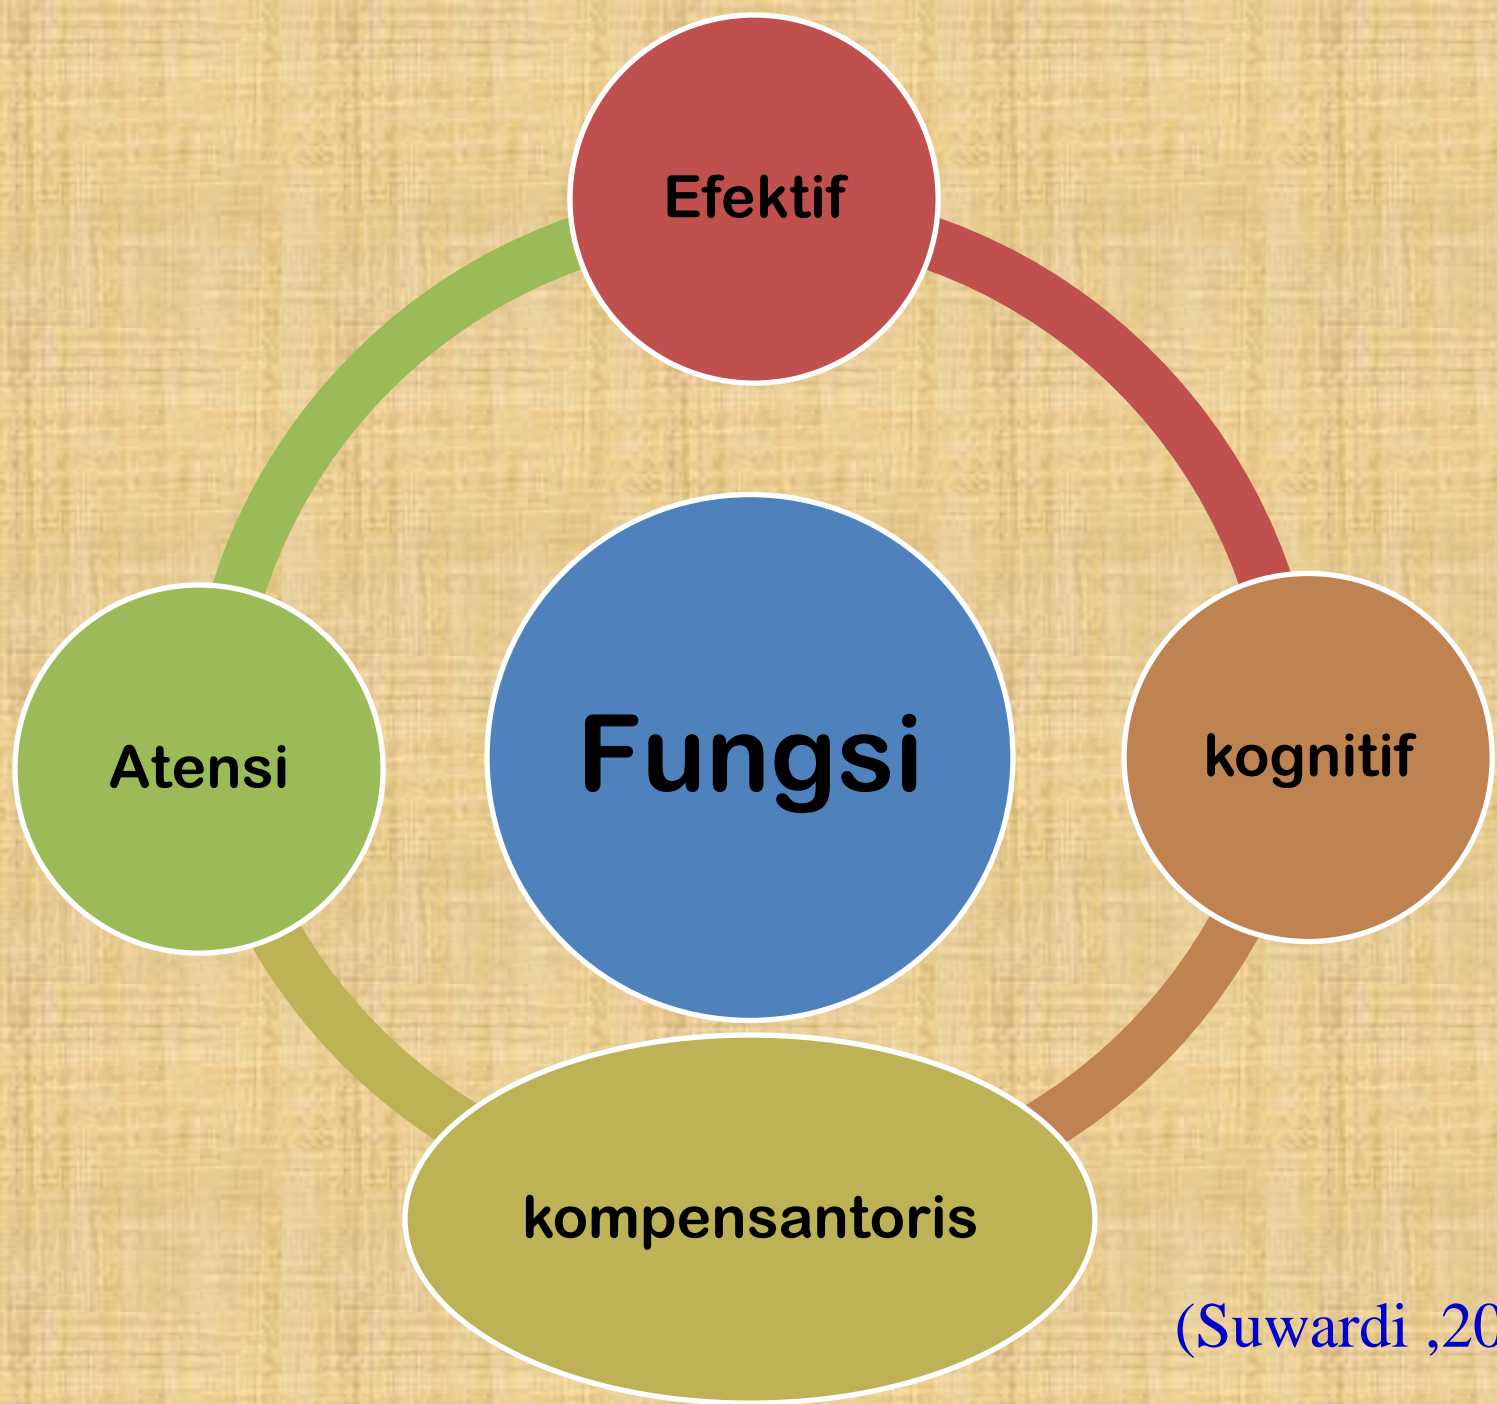 Efektif
Fungsi
Atensi
kognitif
kompensantoris
(Suwardi ,20